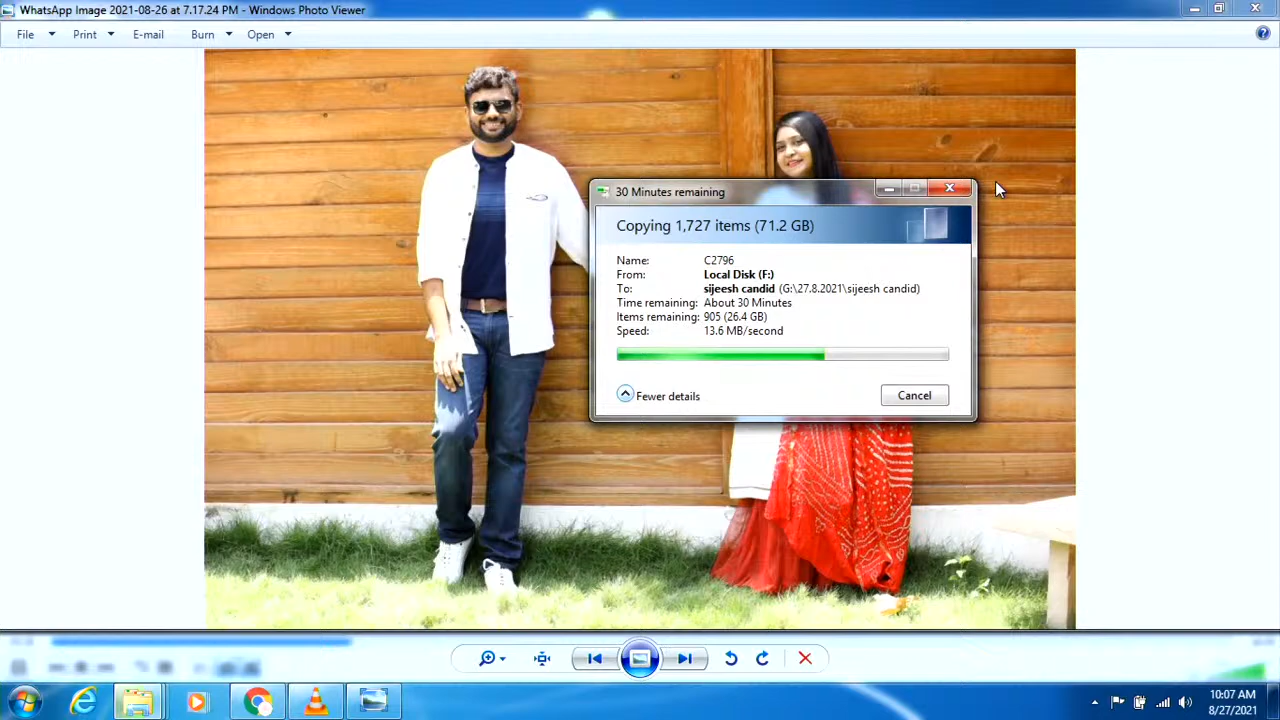 WhatsApp Image 2021-08-26 at 7.17.24 PM - Windows Photo Viewer
File Print E-mail Burn Open
30 Minutes remaining
Copying 1,727 items (71.2 GB)
Name: C2796
From: Local Disk (F:)
To: sijeesh candid (G:\27.8.2021\sijeesh candid)
Time remaining: About 30 Minutes
Items remaining: 905 (26.4 GB)
Speed: 13.6 MB/second
Fewer details Cancel
10:07 AM
8/27/2021